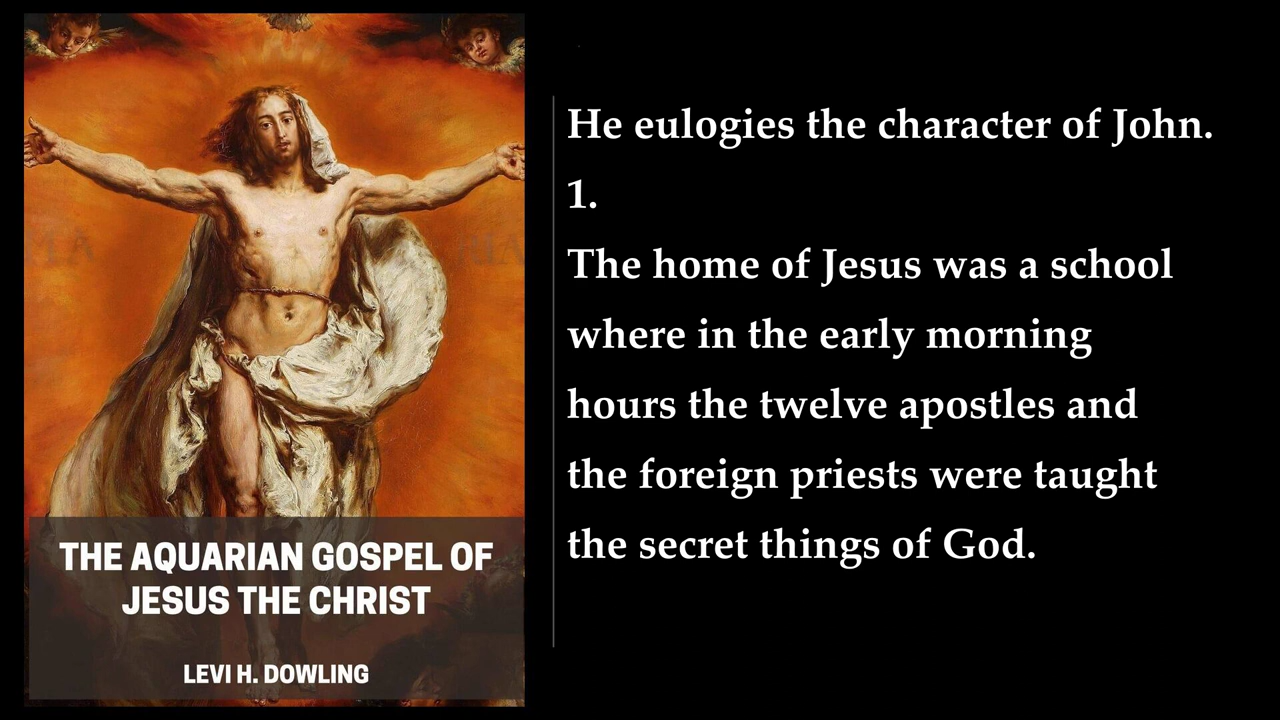 THE AQUARIAN GOSPEL OF
JESUS THE CHRIST
LEVI H. DOWLING
He eulogies the character of John.
1.
The home of Jesus was a school
where in the early morning
hours the twelve apostles and
the foreign priests were taught
the secret things of God.